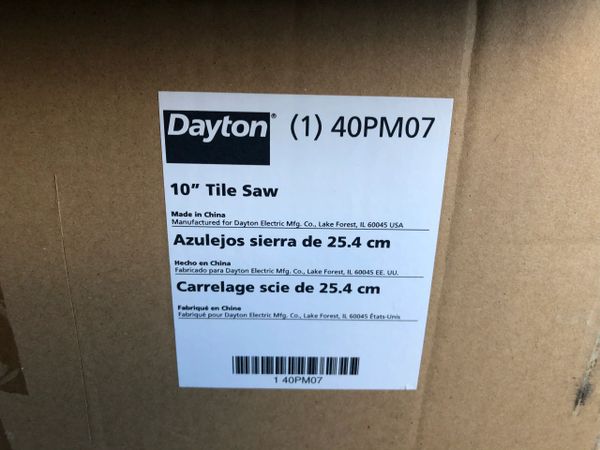 Dayton® (1) 40PM07
10” Tile Saw
Made in China
Manufactured for Dayton Electric Mfg. Co., Lake Forest, IL 60045 USA
Azulejos sierra de 25.4 cm
Hecho en China
Fabricado para Dayton Electric Mfg. Co., Lake Forest, IL 60045 EE. UU.
Carrelage scie de 25.4 cm
Fabriqué en China
Fabriqué pour Dayton Electric Mfg. Co., Lake Forest, IL 60045 États-Unis
1 40PM07